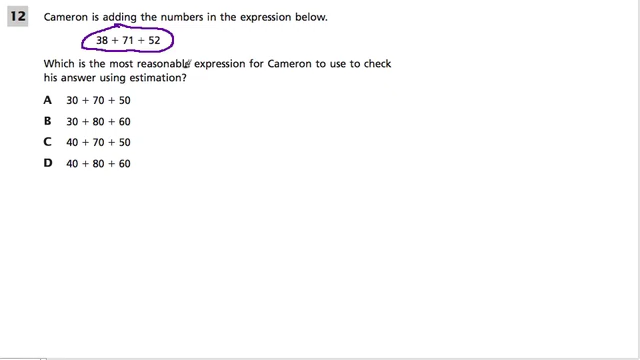 12 Cameron is adding the numbers in the expression below.
38 + 71 + 52
Which is the most reasonable expression for Cameron to use to check
his answer using estimation?
A 30 + 70 + 50
B 30 + 80 + 60
C 40 + 70 + 50
D 40 + 80 + 60